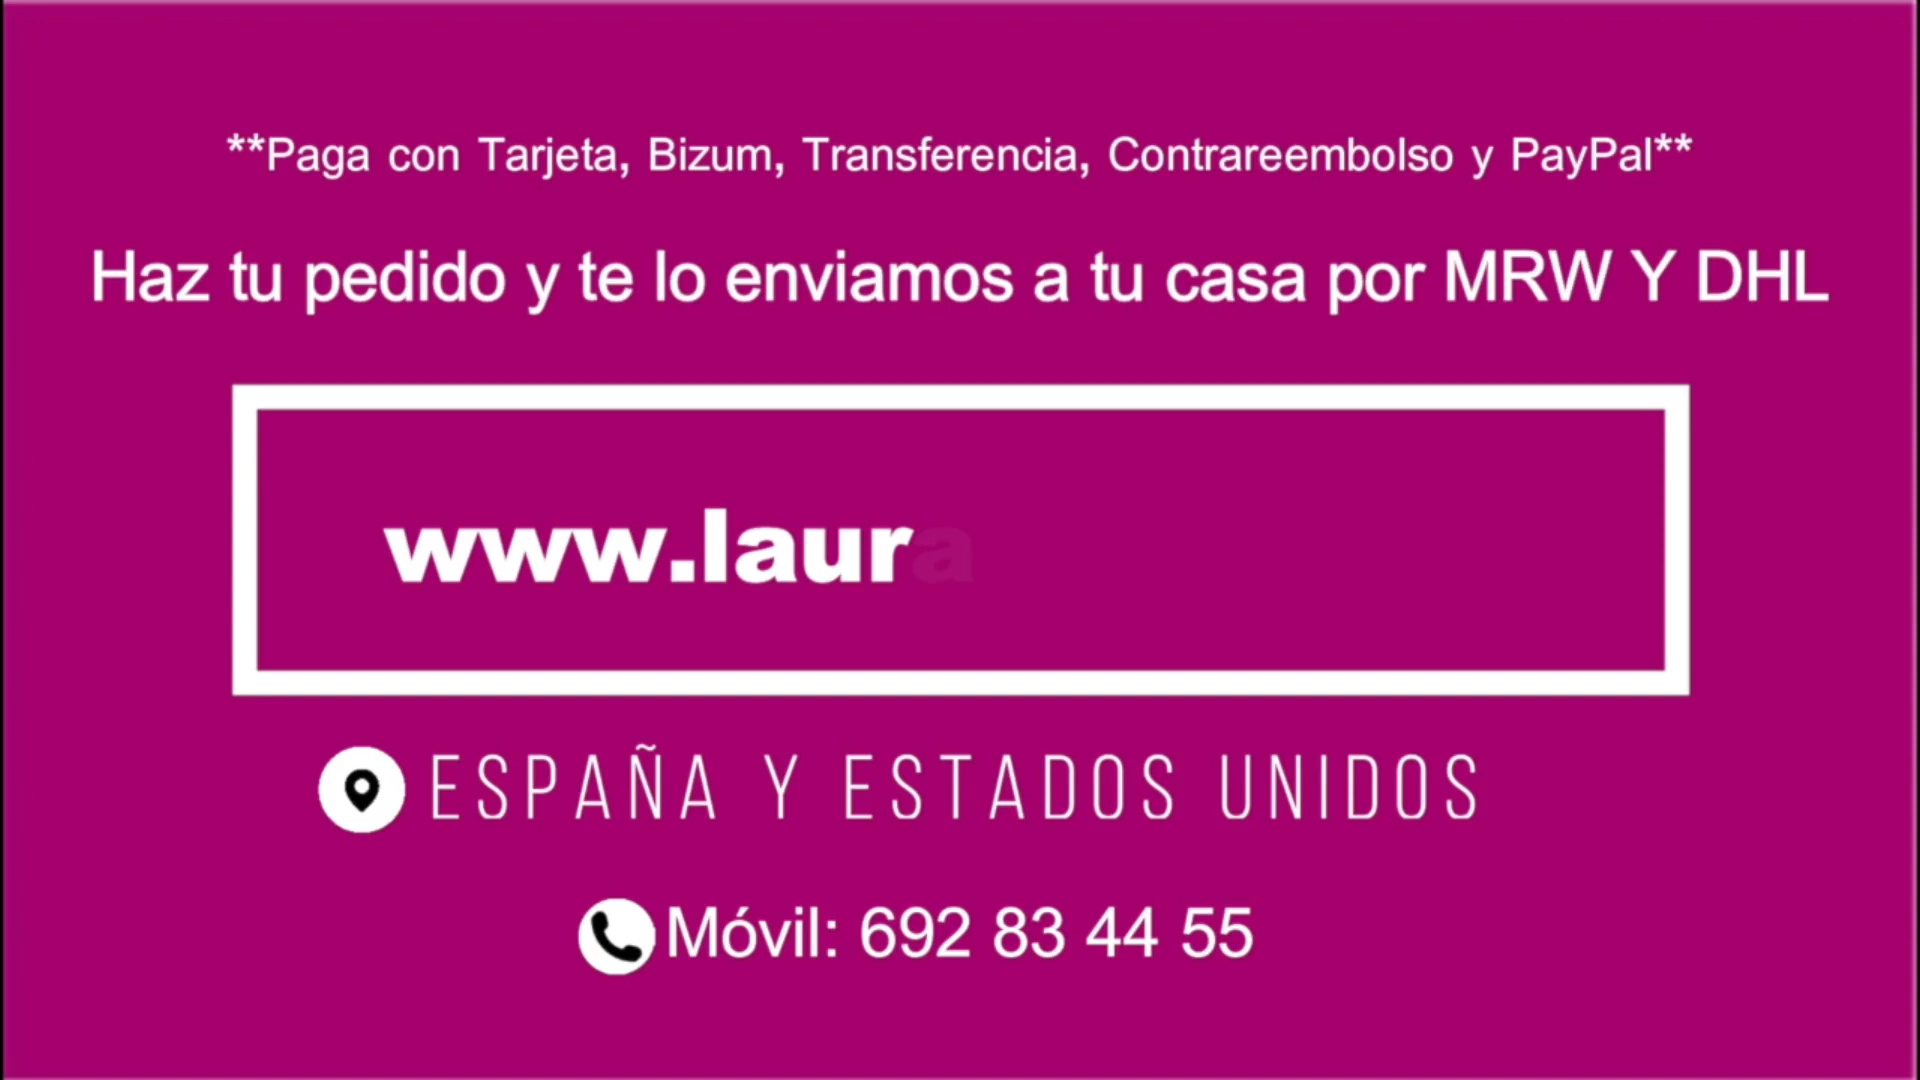 **Paga con Tarjeta, Bizum, Transferencia, Contrareembolso y PayPal**
Haz tu pedido y te lo enviamos a tu casa por MRW Y DHL
www.laura
ESPAÑA Y ESTADOS UNIDOS
Móvil: 692 83 44 55